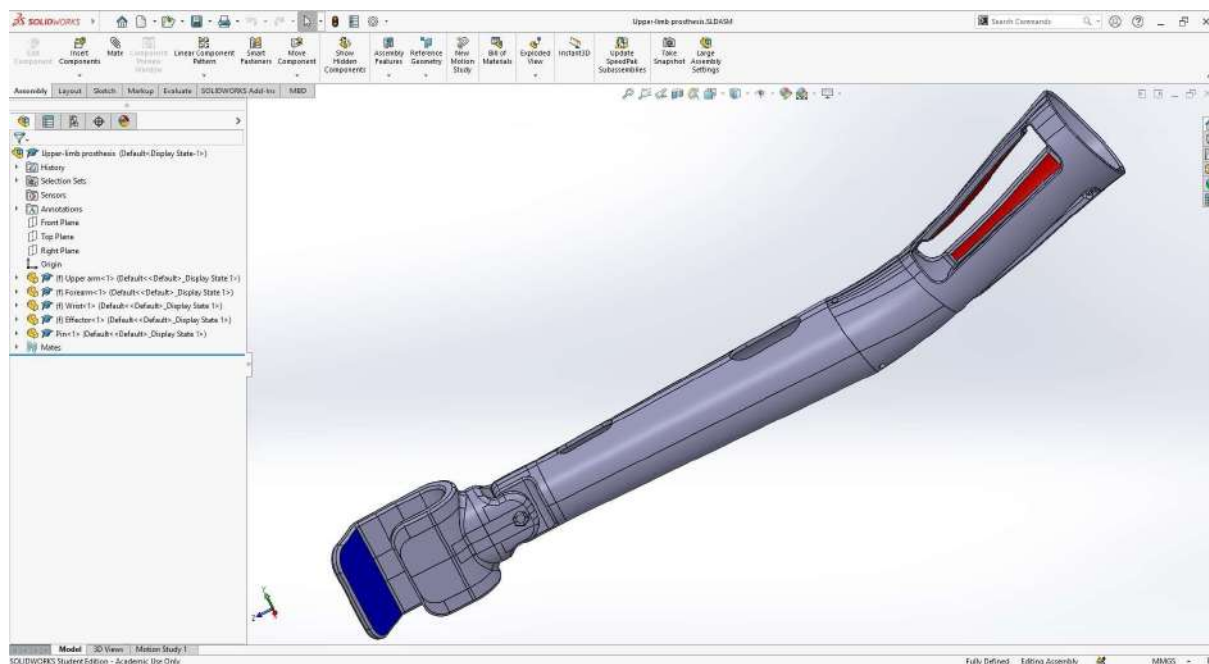 SOLIDWORKS
Upper-limb prosthesis.SLDASM
Search Commands
Edit Component
Insert Components
Mate
Component Preview Window
Linear Component Pattern
Smart Fasteners
Move Component
Show Hidden Components
Assembly Features
Reference Geometry
New Motion Study
Bill of Materials
Exploded View
Instant3D
Update SpeedPak Subassemblies
Take Snapshot
Large Assembly Settings
Assembly Layout Sketch Markup Evaluate SOLIDWORKS Add-Ins MBD
Upper-limb prosthesis (Default<Display State-1>)
History
Selection Sets
Sensors
Annotations
Front Plane
Top Plane
Right Plane
Origin
(f) Upper arm<1> (Default<<Default>_Display State 1>)
(f) Forearm<1> (Default<<Default>_Display State 1>)
(f) Wrist<1> (Default<<Default>_Display State 1>)
(f) Effector<1> (Default<<Default>_Display State 1>)
Pin<1> (Default<<Default>_Display State 1>)
Mates
Y
Z
Model 3D Views Motion Study 1
SOLIDWORKS Student Edition - Academic Use Only
Fully Defined Editing Assembly MMGS